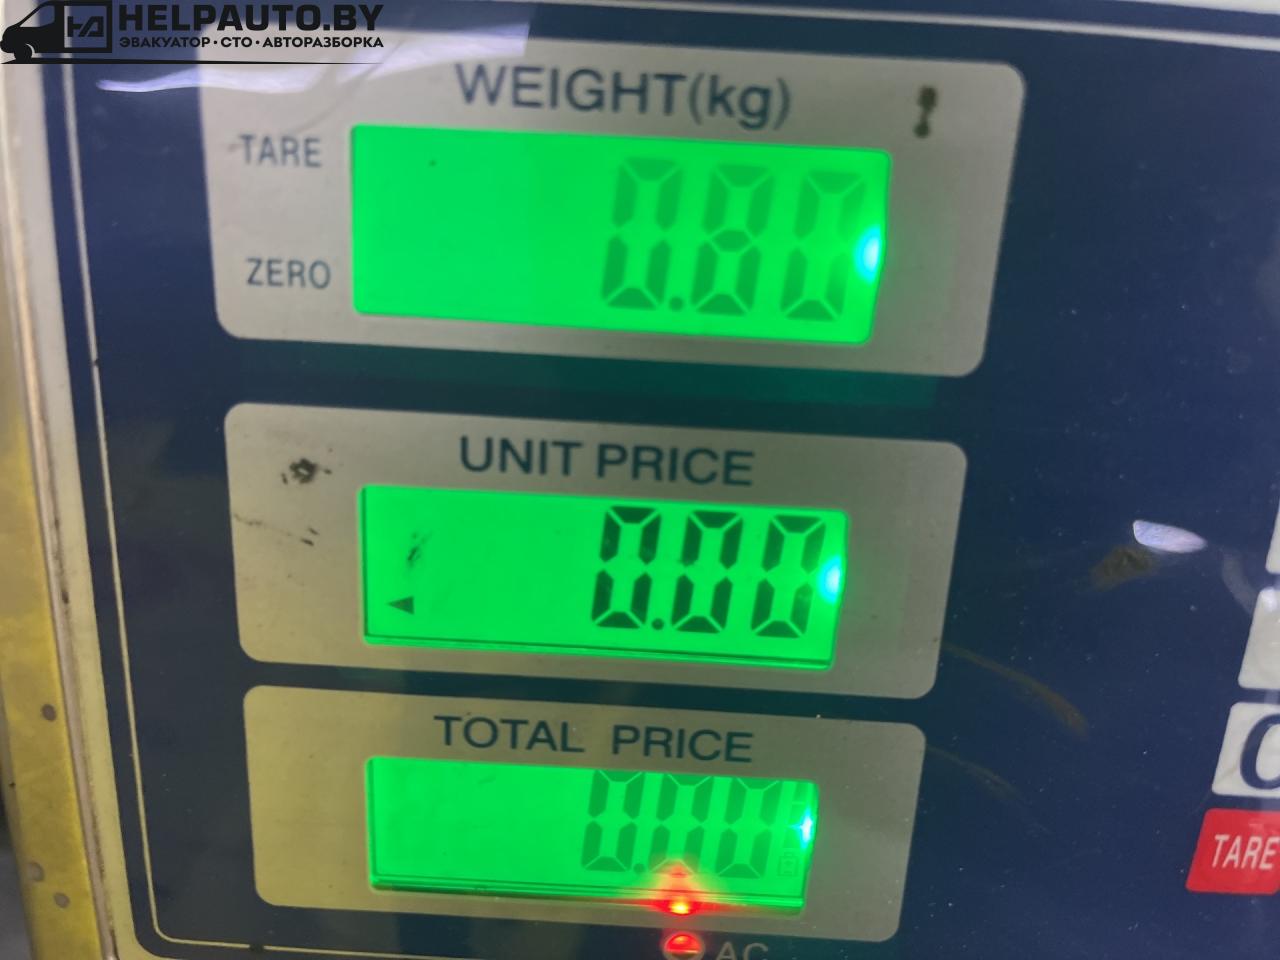 HELPAUTO.BY
ЭВАКУАТОР·СТО·АВТОРАЗБОРКА
WEIGHT(kg)
TARE
0.80
ZERO
UNIT PRICE
0.00
TOTAL PRICE
0.00
TARE
AC